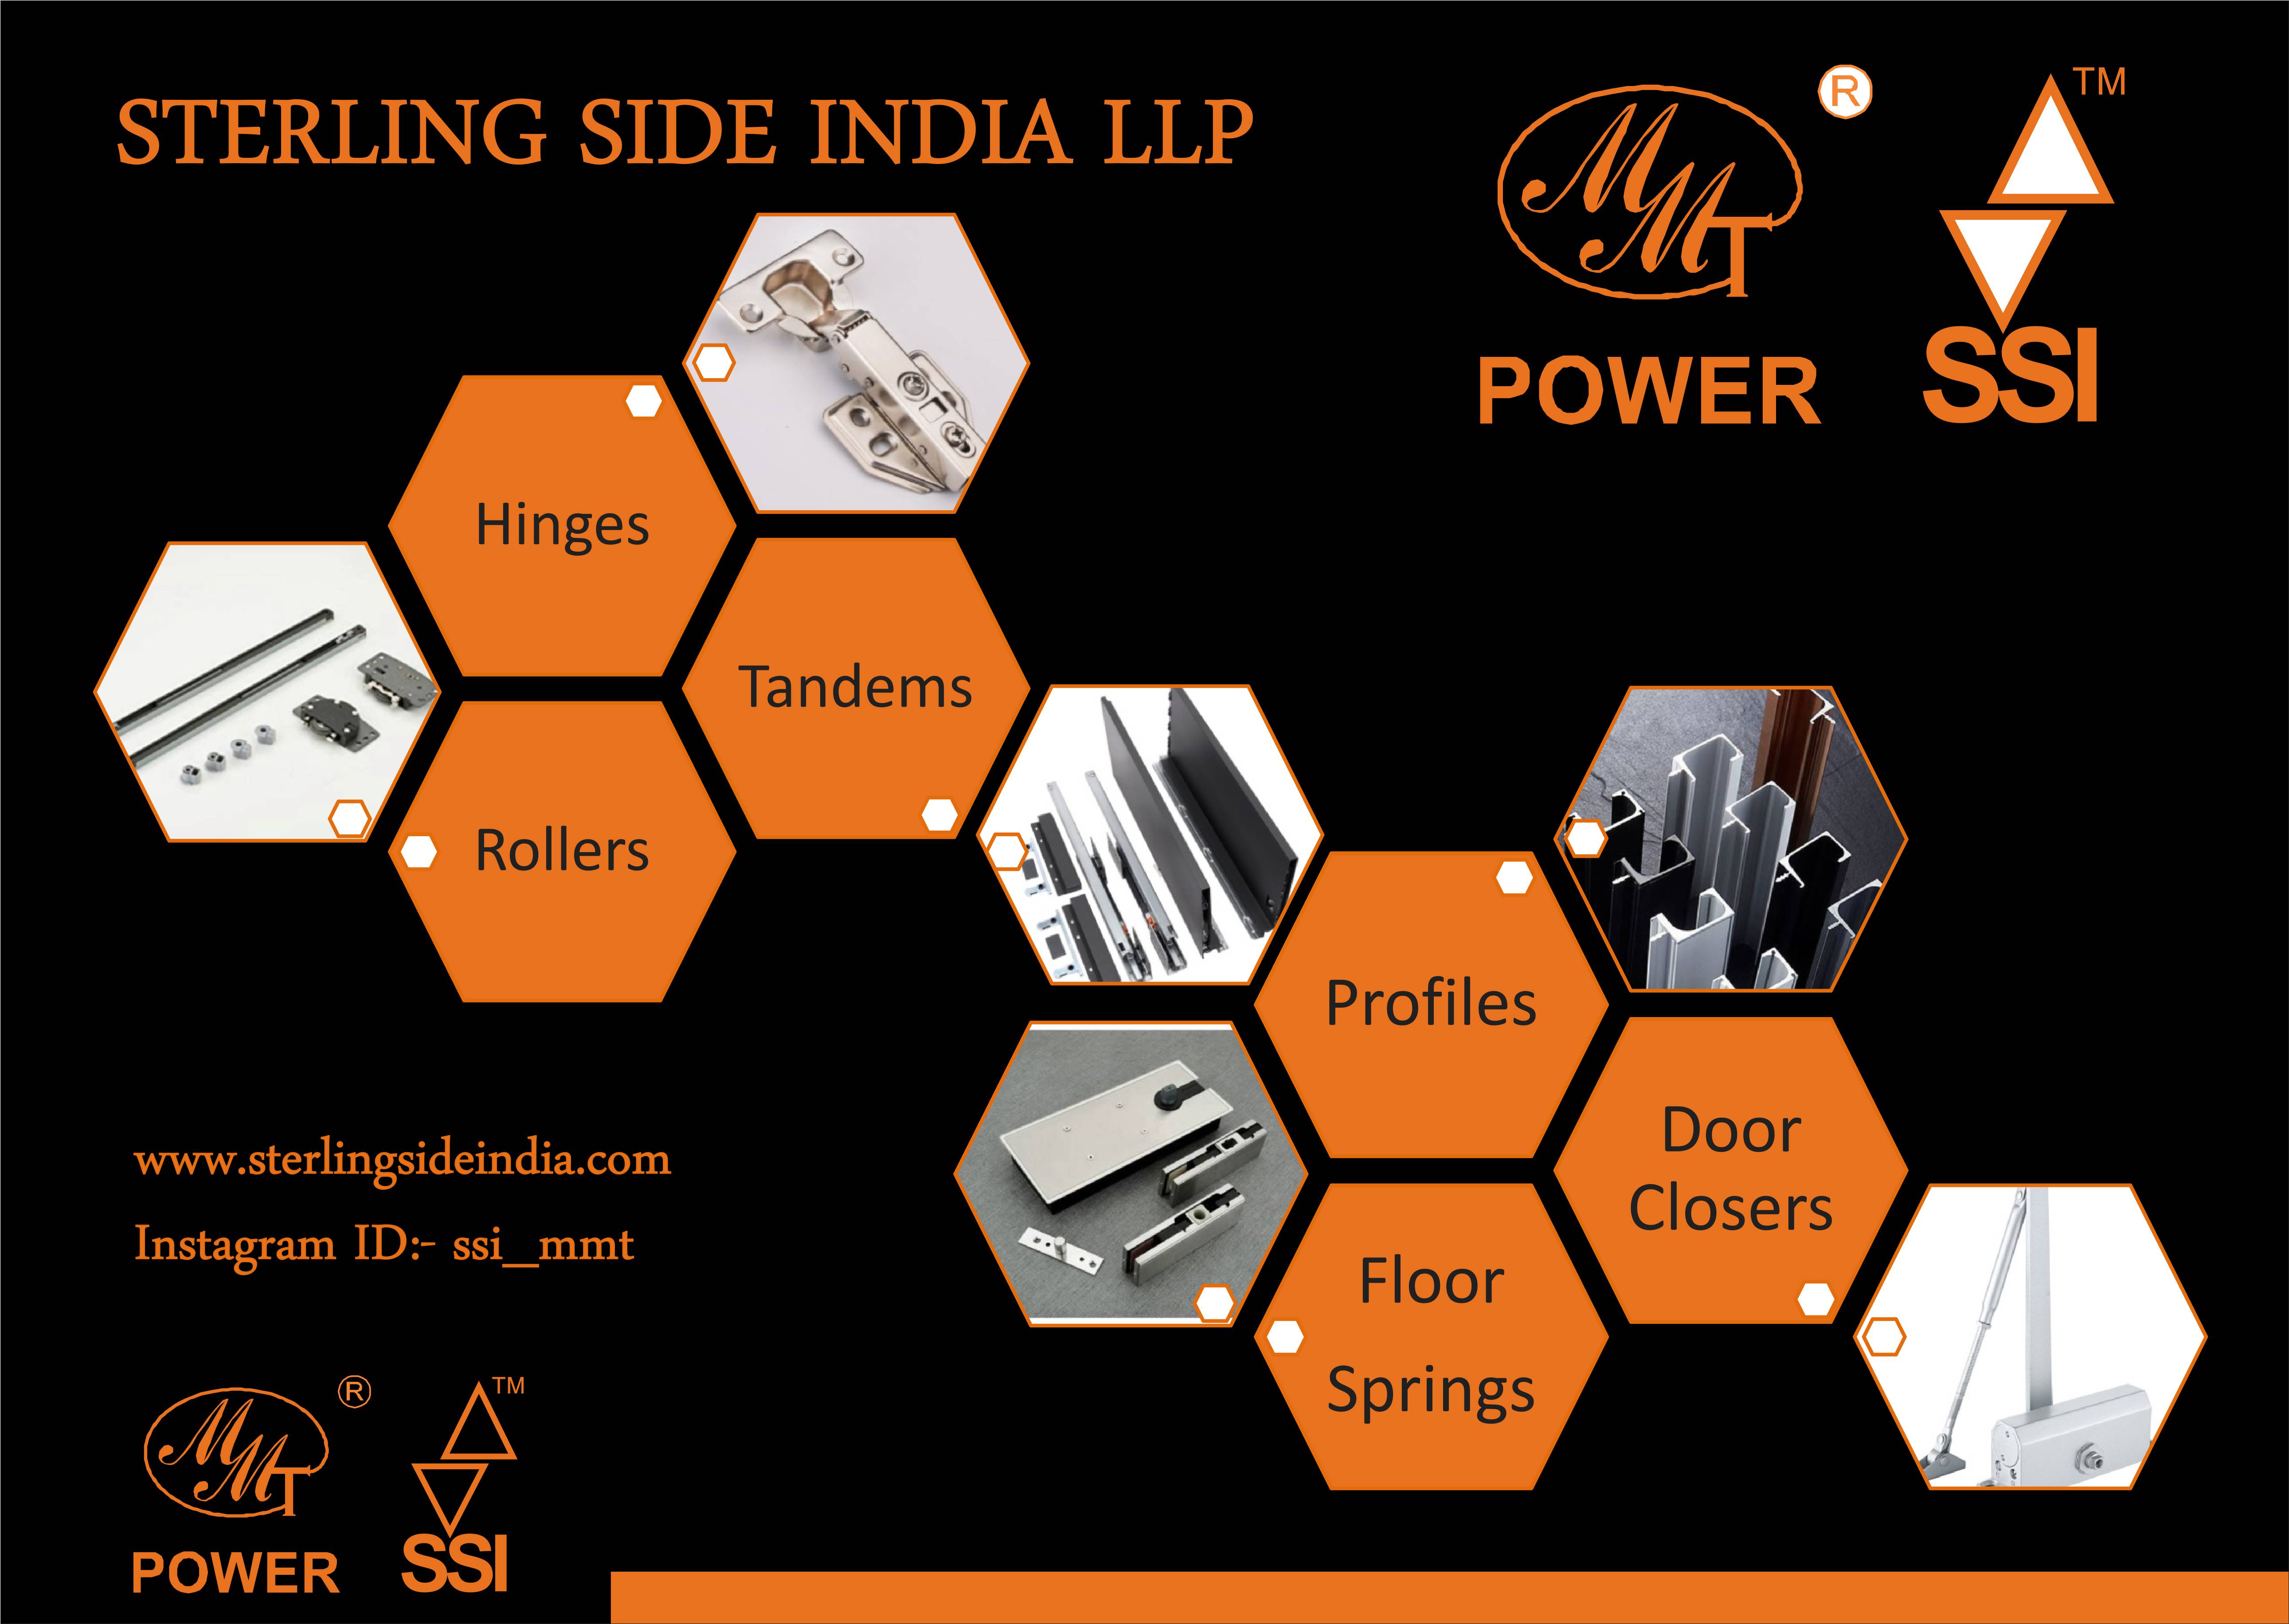 STERLING SIDE INDIA LLP
MMT
®
POWER
TM
SSI
Hinges
Tandems
Rollers
Profiles
Door
Closers
Floor
Springs
www.sterlingsideindia.com
Instagram ID:- ssi_mmt
MMT
®
POWER
TM
SSI